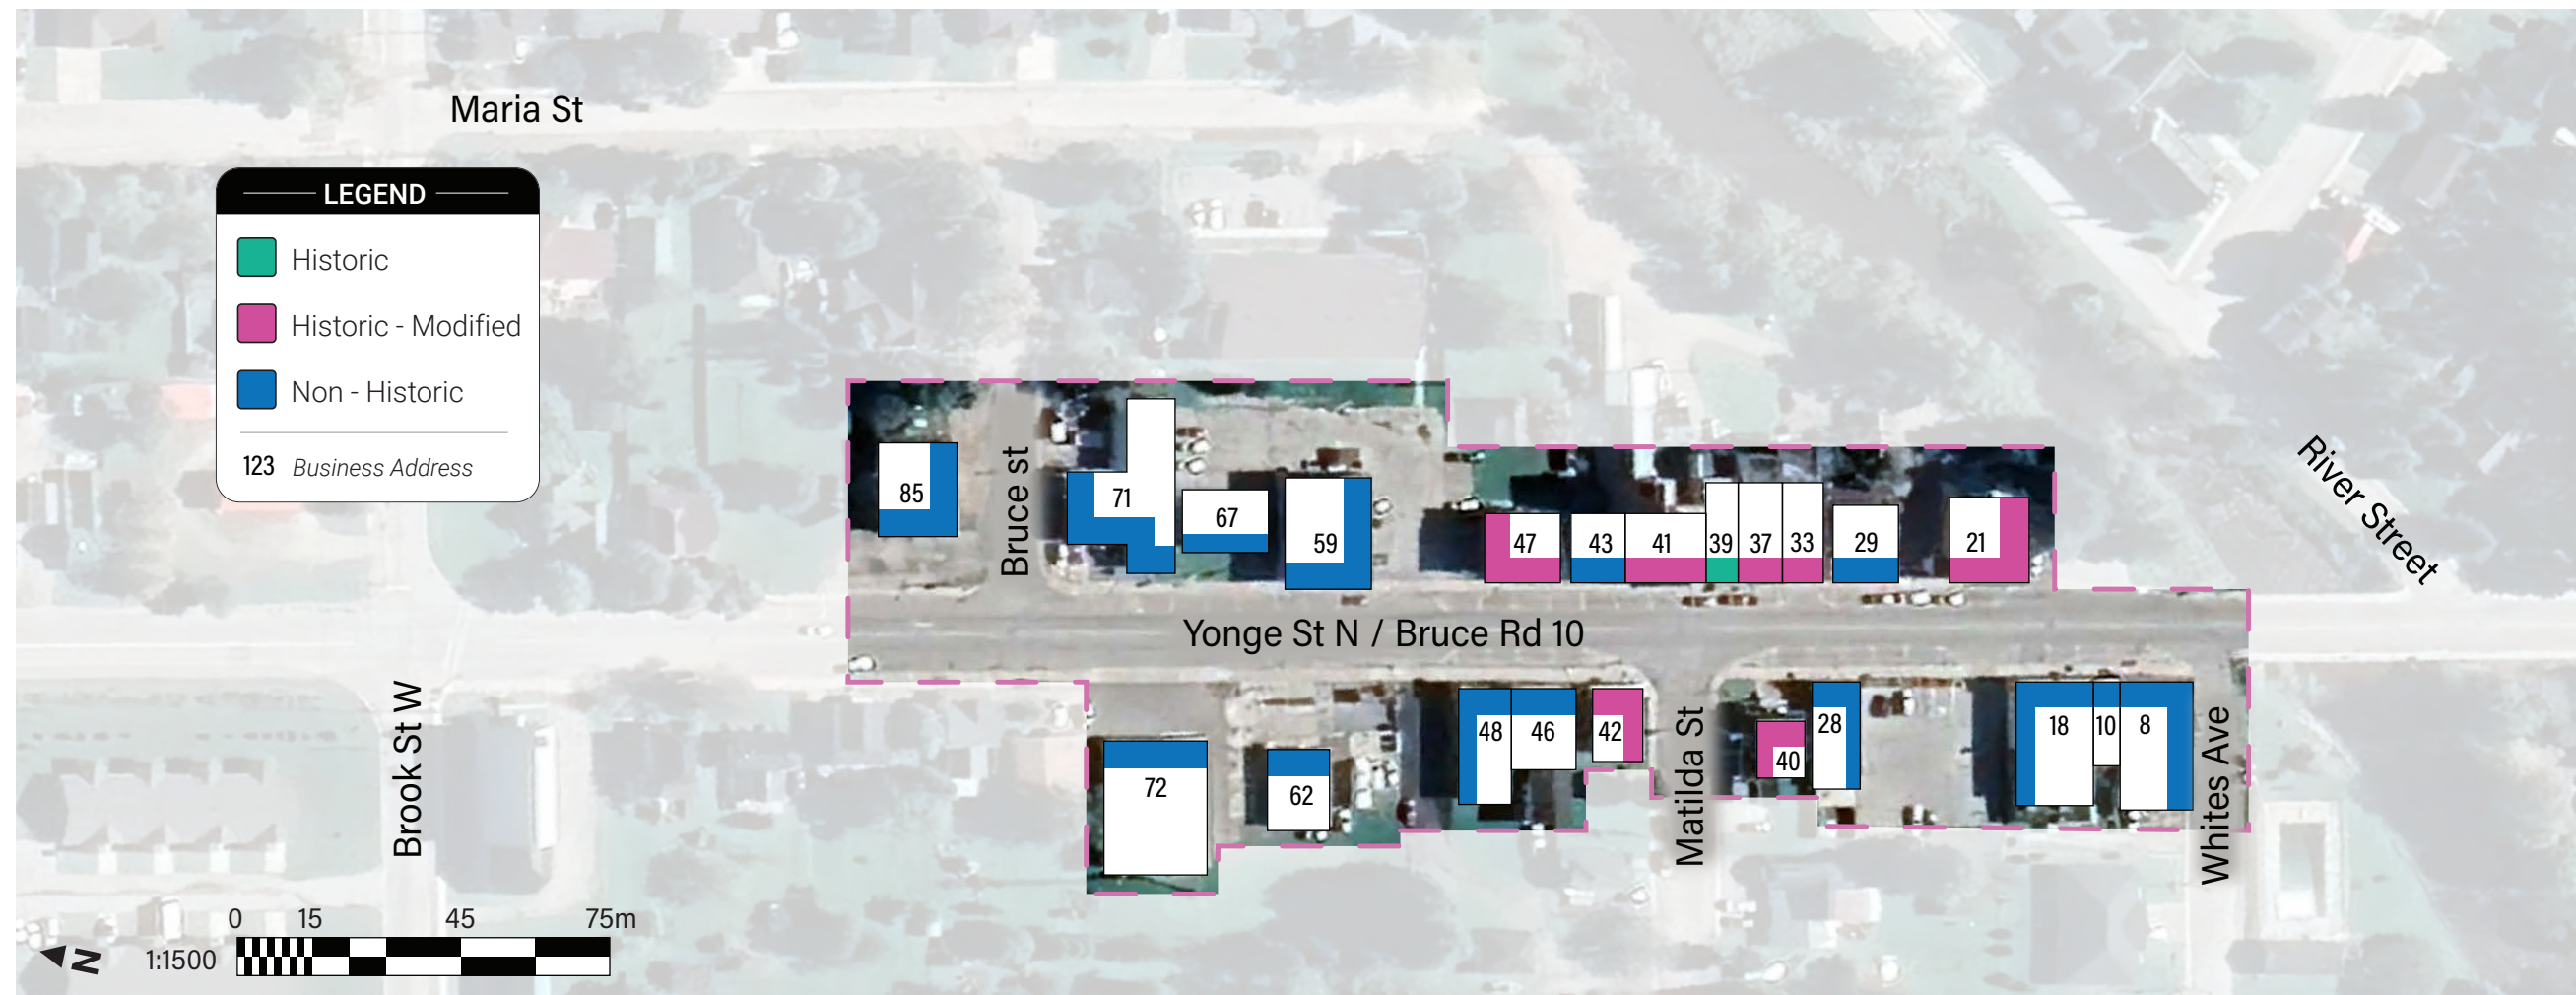 Maria St
LEGEND
Historic
Historic - Modified
Non - Historic
123 Business Address
Bruce st
River Street
85
71
67
59
47
43
41
39
37
33
29
21
Yonge St N / Bruce Rd 10
Brook St W
72
62
48
46
42
Matilda St
40
28
18
10
8
Whites Ave
0 15 45 75m
1:1500
N